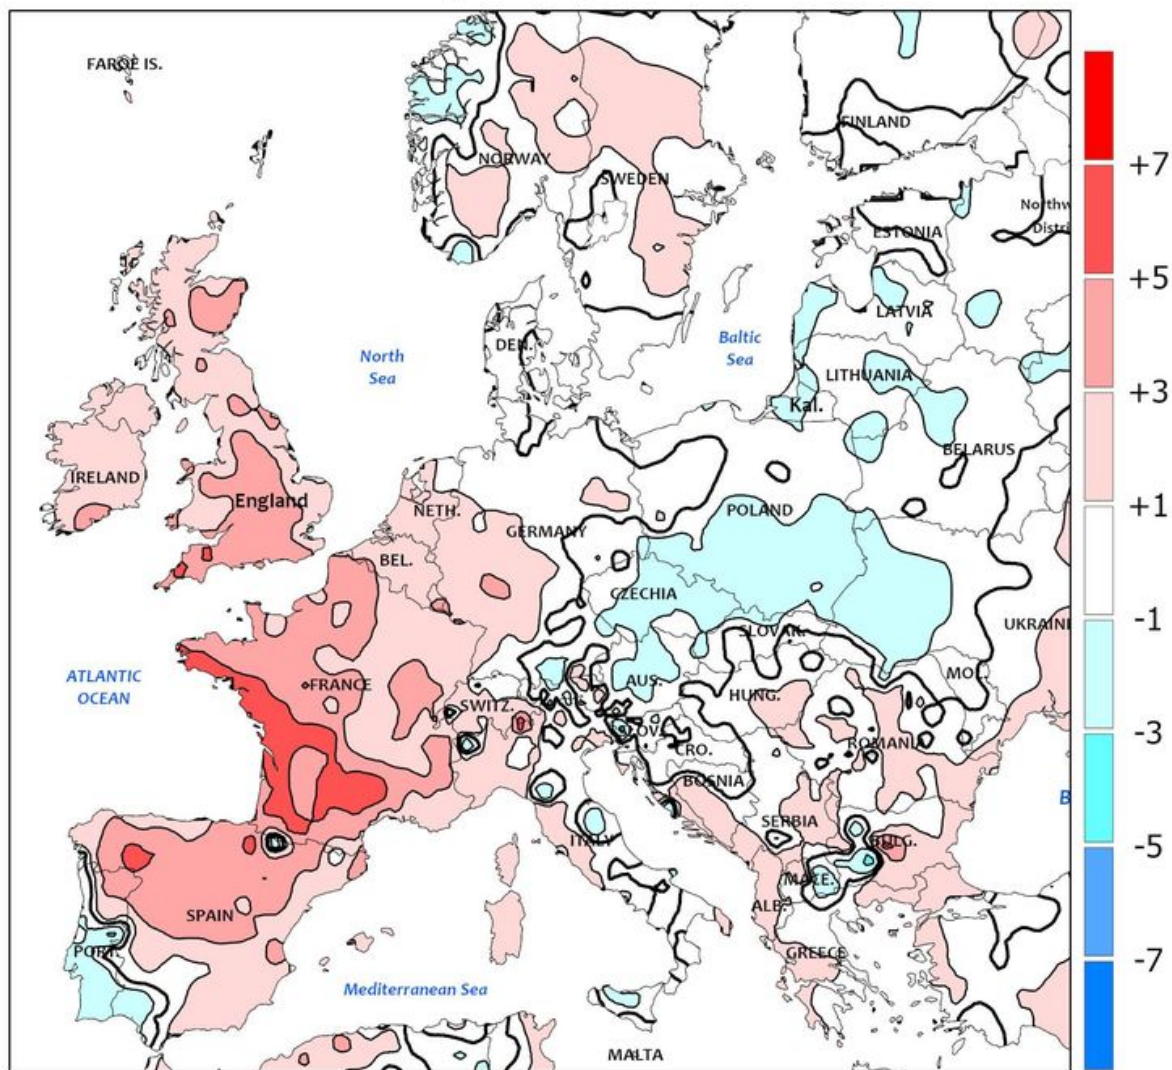 FAROE IS.
FINLAND
NORWAY
SWEDEN
Northw
Distri
ESTONIA
LATVIA
DEN.
North
Sea
Baltic
Sea
LITHUANIA
Kal.
BELARUS
IRELAND
England
NETH.
GERMANY
POLAND
BEL.
CZECHIA
UKRAINI
SLOVAK.
ATLANTIC
OCEAN
FRANCE
AUS.
HUNG.
MOL.
SWITZ.
SLOV.
CRO.
ROMANIA
BOSNIA
B
SERBIA
ITALY
BULG.
MACE.
ALB.
SPAIN
PORT.
GREECE
Mediterranean Sea
MALTA
+7
+5
+3
+1
-1
-3
-5
-7